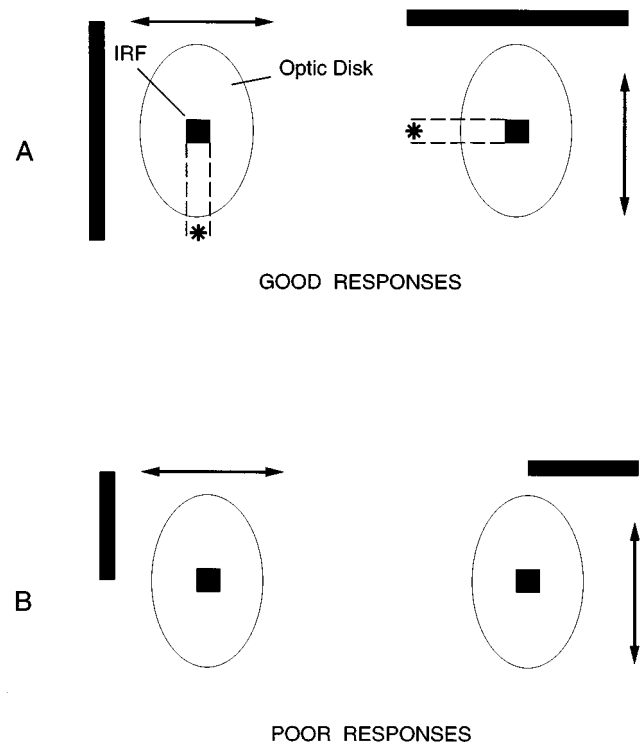 IRF
Optic Disk
A
GOOD RESPONSES
B
POOR RESPONSES